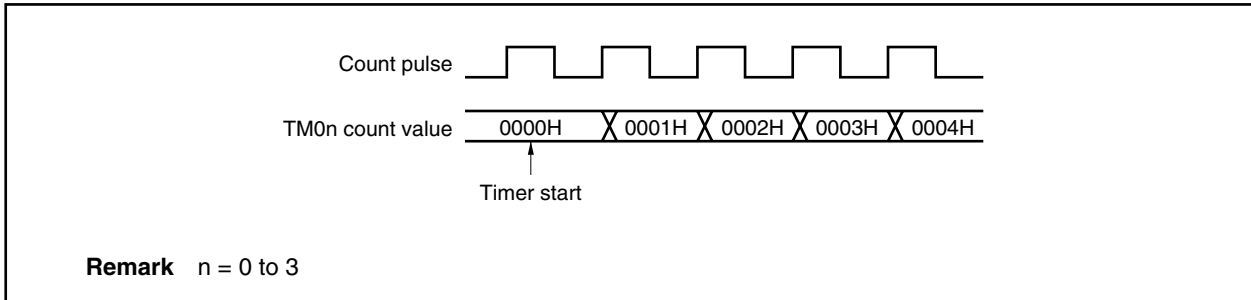 Count pulse
TM0n count value 0000H 0001H 0002H 0003H 0004H
Timer start
Remark n = 0 to 3